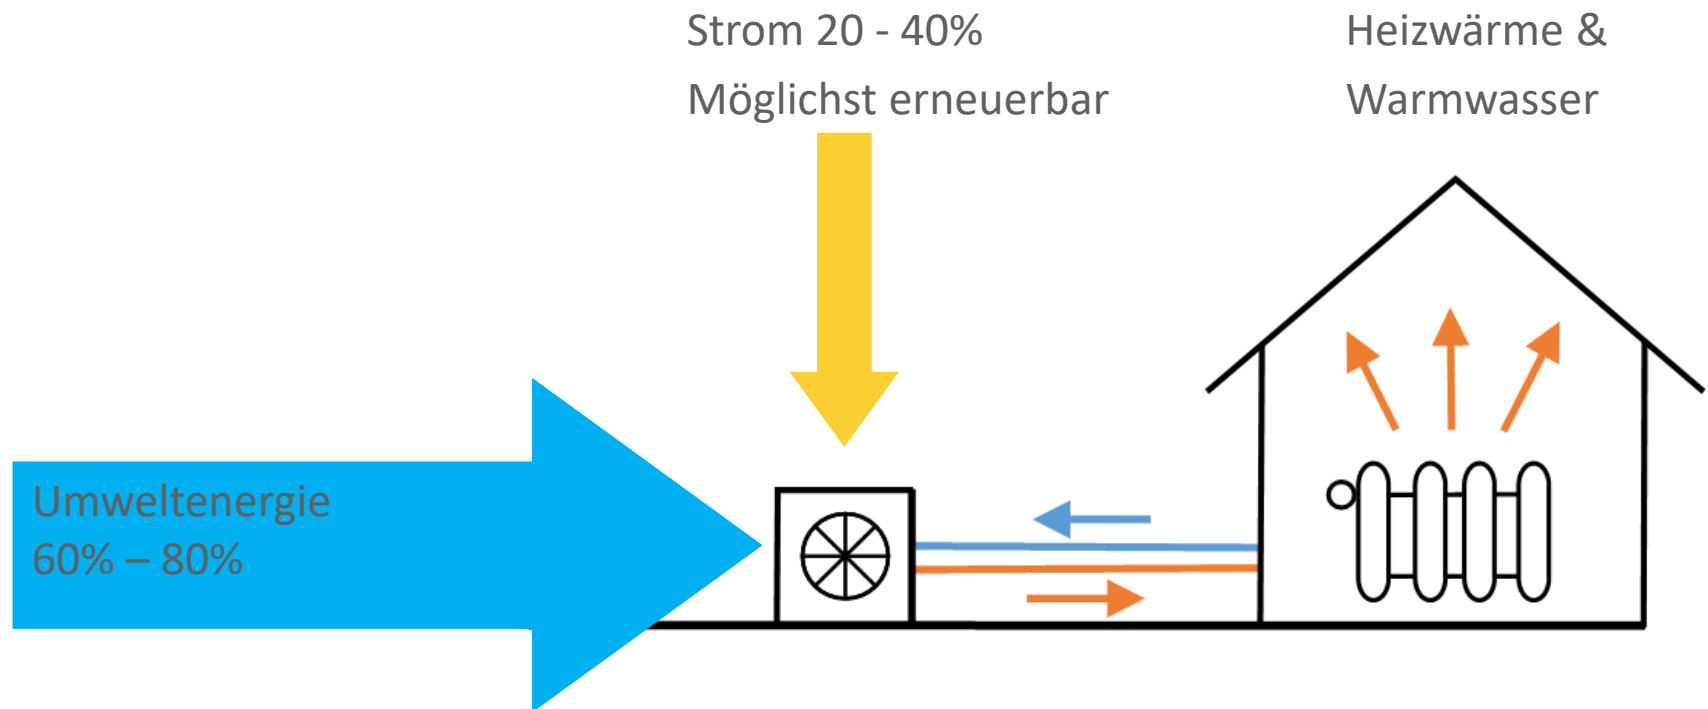 Strom 20 - 40%
Möglichst erneuerbar
Heizwärme &
Warmwasser
Umweltenergie
60% – 80%